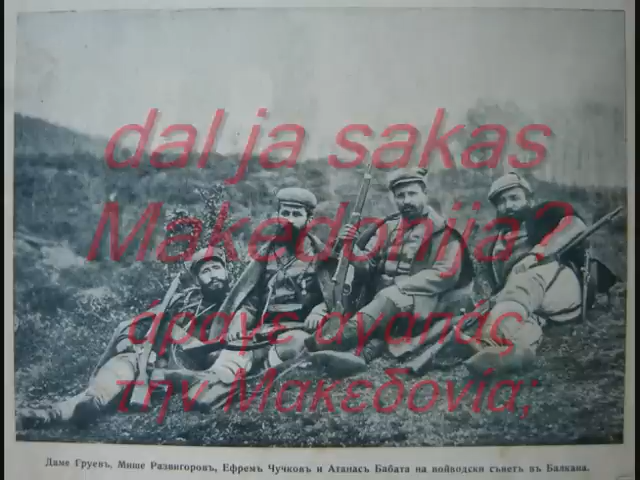 dal ja sakas
Makedonija?
άραγε αγαπάς
την Μακεδονία;
Даме Груевъ, Мише Развигоровъ, Ефремъ Чучковъ и Атанасъ Бабата на войводски съветъ въ Балкана.